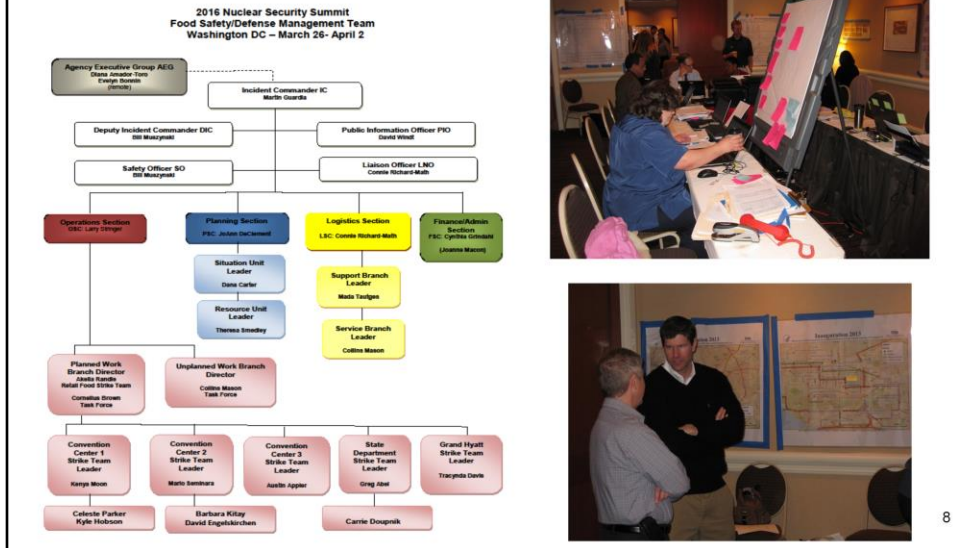 2016 Nuclear Security Summit
Food Safety/Defense Management Team
Washington DC – March 26- April 2
Agency Executive Group AEG
Diana Amador-Toro
Evelyn Bonnin
(remote)
Incident Commander IC
Martin Guardia
Deputy Incident Commander DIC
Bill Muszynski
Public Information Officer PIO
David Windt
Safety Officer SO
Bill Muszynski
Liaison Officer LNO
Connie Richard-Math
Operations Section
OSC: Larry Stringer
Planning Section
PSC: JoAnn DeClement
Logistics Section
LSC: Connie Richard-Math
Finance/Admin
Section
FSC: Cynthia Grimdahl
(Joanna Macon)
Situation Unit
Leader
Dana Carter
Resource Unit
Leader
Theresa Smedley
Support Branch
Leader
Mada Tautges
Service Branch
Leader
Collins Mason
Planned Work
Branch Director
Akelia Randle
Retail Food Strike Team
Cornelius Brown
Task Force
Unplanned Work Branch
Director
Collins Mason
Task Force
Convention
Center 1
Strike Team
Leader
Kenya Moon
Convention
Center 2
Strike Team
Leader
Mario Seminara
Convention
Center 3
Strike Team
Leader
Austin Appler
State
Department
Strike Team
Leader
Greg Abel
Grand Hyatt
Strike Team
Leader
Tracynda Davis
Celeste Parker
Kyle Hobson
Barbara Kitay
David Engelskirchen
Carrie Doupnik
Inauguration 2013
8